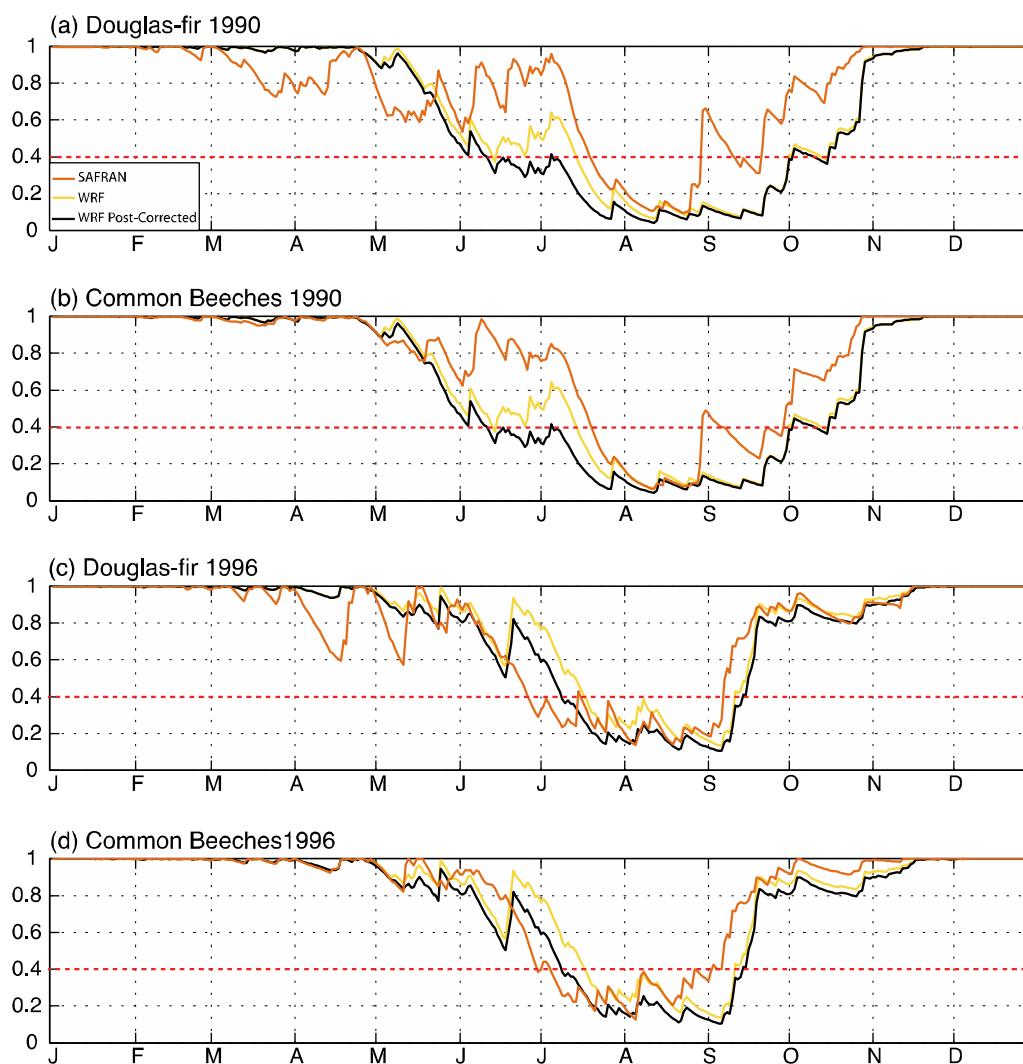 (a) Douglas-fir 1990
1
0.8
0.6
0.4
0.2
0
SAFRAN
WRF
WRF Post-Corrected
J F M A M J J A S O N D
(b) Common Beeches 1990
1
0.8
0.6
0.4
0.2
0
J F M A M J J A S O N D
(c) Douglas-fir 1996
1
0.8
0.6
0.4
0.2
0
J F M A M J J A S O N D
(d) Common Beeches1996
1
0.8
0.6
0.4
0.2
0
J F M A M J J A S O N D